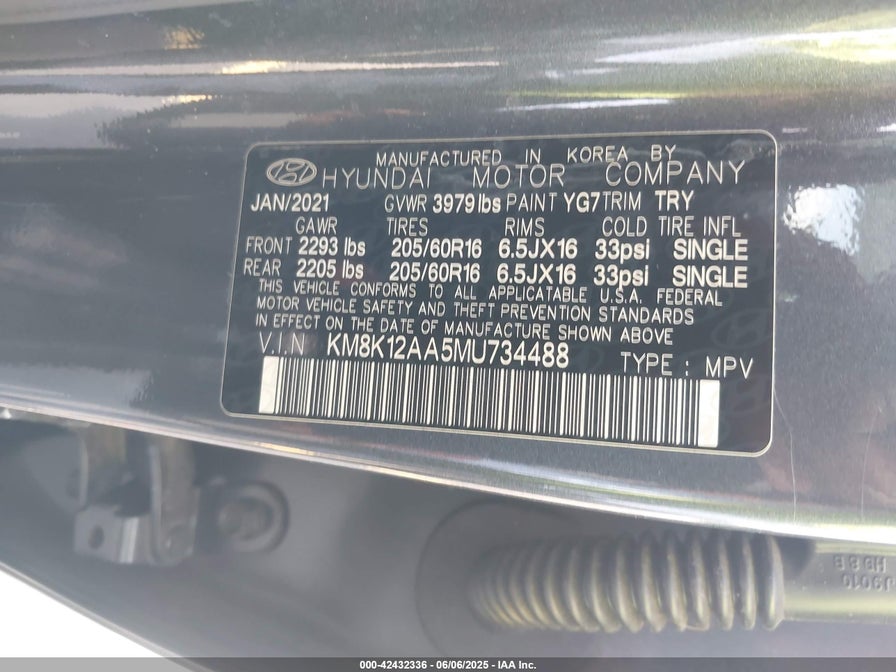 MANUFACTURED IN KOREA BY
HYUNDAI MOTOR COMPANY
JAN/2021 GVWR 3979 lbs PAINT YG7 TRIM TRY
GAWR TIRES RIMS COLD TIRE INFL
FRONT 2293 lbs 205/60R16 6.5JX16 33psi SINGLE
REAR 2205 lbs 205/60R16 6.5JX16 33psi SINGLE
THIS VEHICLE CONFORMS TO ALL APPLICATABLE U.S.A. FEDERAL
MOTOR VEHICLE SAFETY AND THEFT PREVENTION STANDARDS
IN EFFECT ON THE DATE OF MANUFACTURE SHOWN ABOVE
V.I.N KM8K12AA5MU734488 TYPE : MPV
J9010
000-42432336 - 06/06/2025 - IAA Inc.